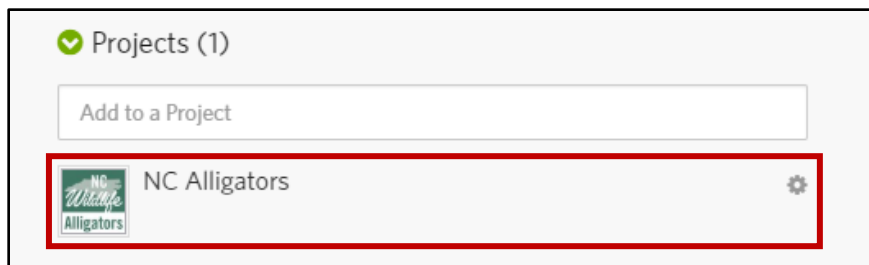 Projects (1)
Add to a Project
NC Alligators
NC
Wildlife
Alligators